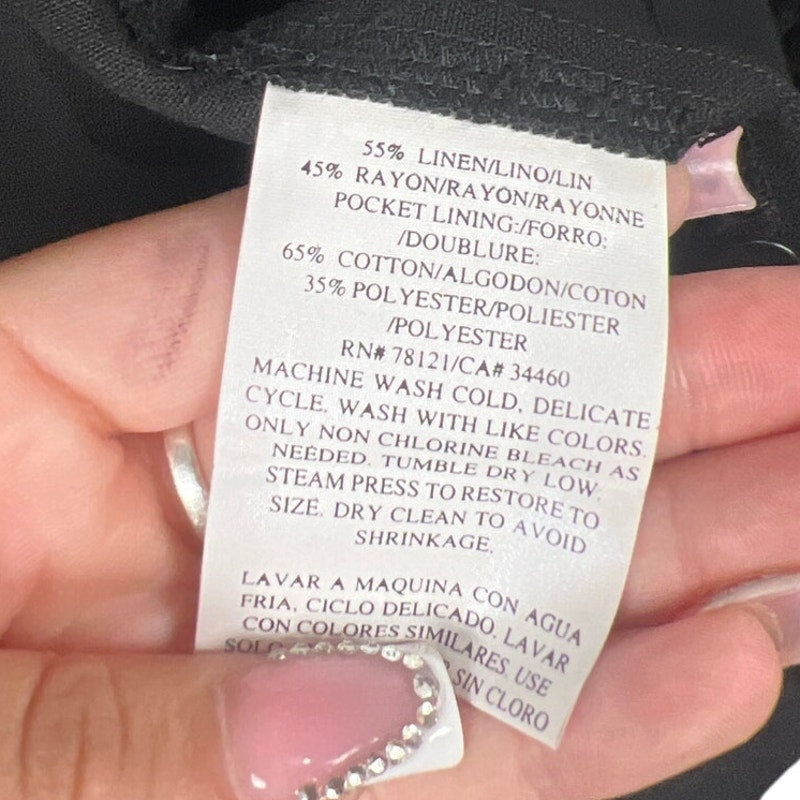 55% LINEN/LINO/LIN
45% RAYON/RAYON/RAYONNE
POCKET LINING:/FORRO:
/DOUBLURE:
65% COTTON/ALGODON/COTON
35% POLYESTER/POLIESTER
/POLYESTER
RN# 78121/CA# 34460
MACHINE WASH COLD, DELICATE
CYCLE. WASH WITH LIKE COLORS.
ONLY NON CHLORINE BLEACH AS
NEEDED. TUMBLE DRY LOW.
STEAM PRESS TO RESTORE TO
SIZE. DRY CLEAN TO AVOID
SHRINKAGE.
LAVAR A MAQUINA CON AGUA
FRIA, CICLO DELICADO. LAVAR
CON COLORES SIMILARES. USE
SIN CLORO